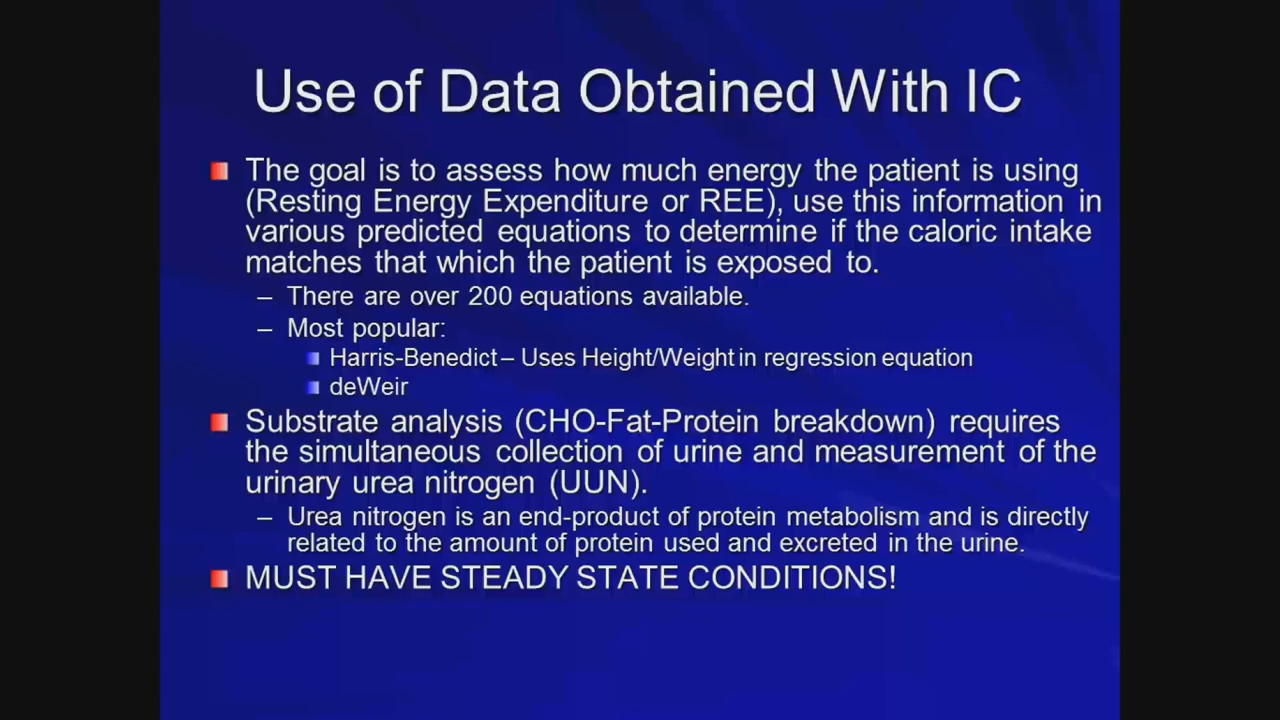 Use of Data Obtained With IC
The goal is to assess how much energy the patient is using
(Resting Energy Expenditure or REE), use this information in
various predicted equations to determine if the caloric intake
matches that which the patient is exposed to.
– There are over 200 equations available.
– Most popular:
Harris-Benedict – Uses Height/Weight in regression equation
deWeir
Substrate analysis (CHO-Fat-Protein breakdown) requires
the simultaneous collection of urine and measurement of the
urinary urea nitrogen (UUN).
– Urea nitrogen is an end-product of protein metabolism and is directly
related to the amount of protein used and excreted in the urine.
MUST HAVE STEADY STATE CONDITIONS!